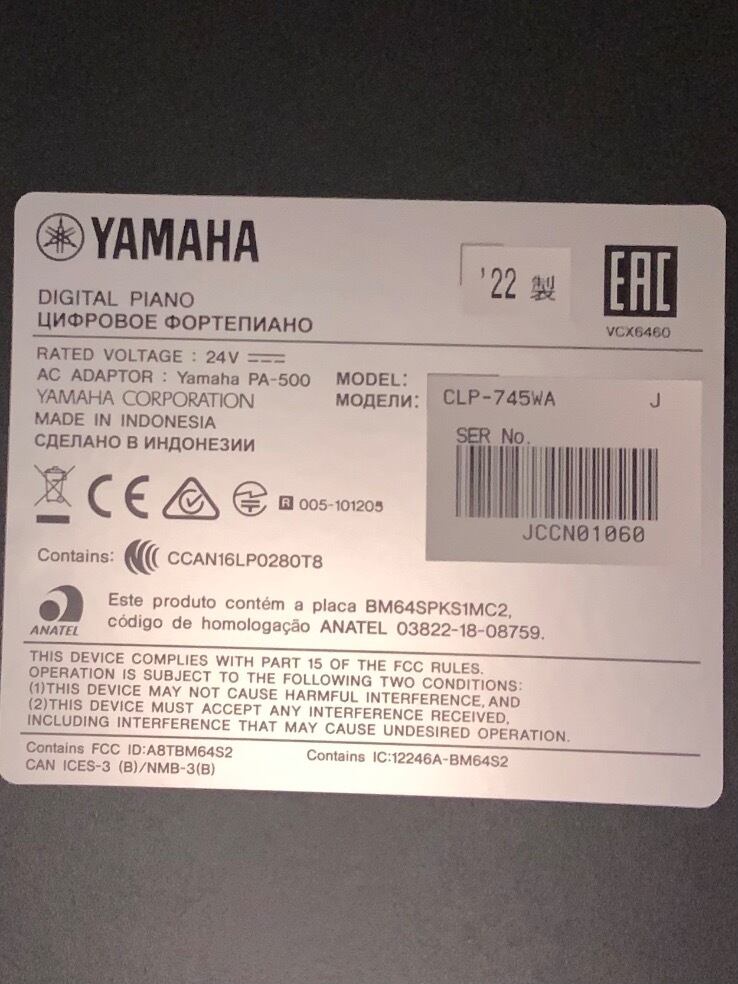 YAMAHA
'22 製
EAC
VCX6460
DIGITAL PIANO
ЦИФРОВОЕ ФОРТЕПИАНО
RATED VOLTAGE : 24V
AC ADAPTOR : Yamaha PA-500
YAMAHA CORPORATION
MADE IN INDONESIA
СДЕЛАНО В ИНДОНЕЗИИ
MODEL:
МОДЕЛИ:
CLP-745WA J
SER No.
JCCN01060
CE
R 005-101205
Contains: CCAN16LP0280T8
ANATEL
Este produto contém a placa BM64SPKS1MC2,
código de homologação ANATEL 03822-18-08759.
THIS DEVICE COMPLIES WITH PART 15 OF THE FCC RULES.
OPERATION IS SUBJECT TO THE FOLLOWING TWO CONDITIONS:
(1)THIS DEVICE MAY NOT CAUSE HARMFUL INTERFERENCE, AND
(2)THIS DEVICE MUST ACCEPT ANY INTERFERENCE RECEIVED,
INCLUDING INTERFERENCE THAT MAY CAUSE UNDESIRED OPERATION.
Contains FCC ID:A8TBM64S2
Contains IC:12246A-BM64S2
CAN ICES-3 (B)/NMB-3(B)